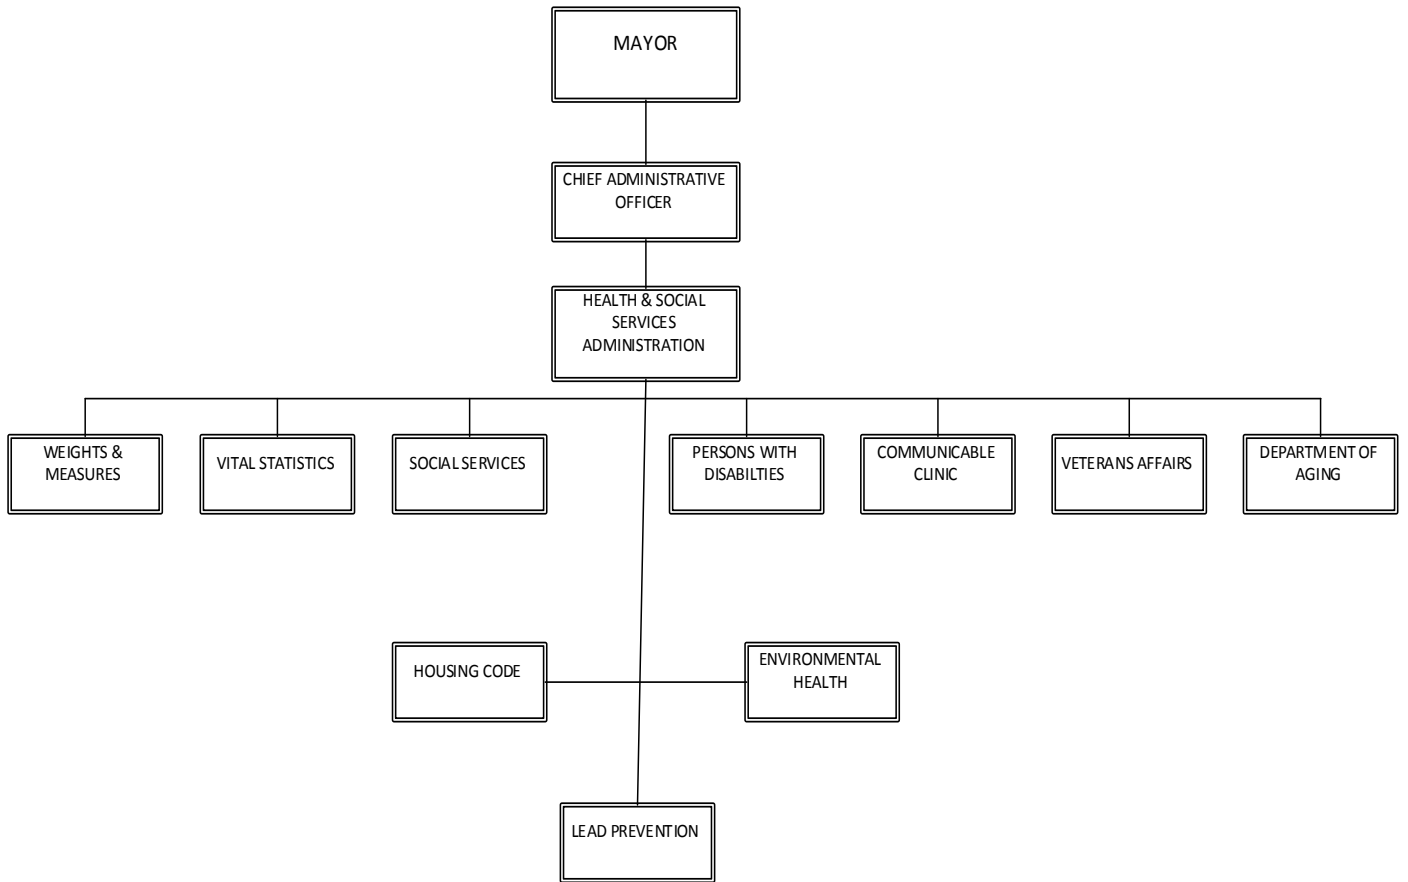 MAYOR
CHIEF ADMINISTRATIVE
OFFICER
HEALTH & SOCIAL
SERVICES
ADMINISTRATION
WEIGHTS &
MEASURES
VITAL STATISTICS
SOCIAL SERVICES
PERSONS WITH
DISABILTIES
COMMUNICABLE
CLINIC
VETERANS AFFAIRS
DEPARTMENT OF
AGING
HOUSING CODE
ENVIRONMENTAL
HEALTH
LEAD PREVENTION